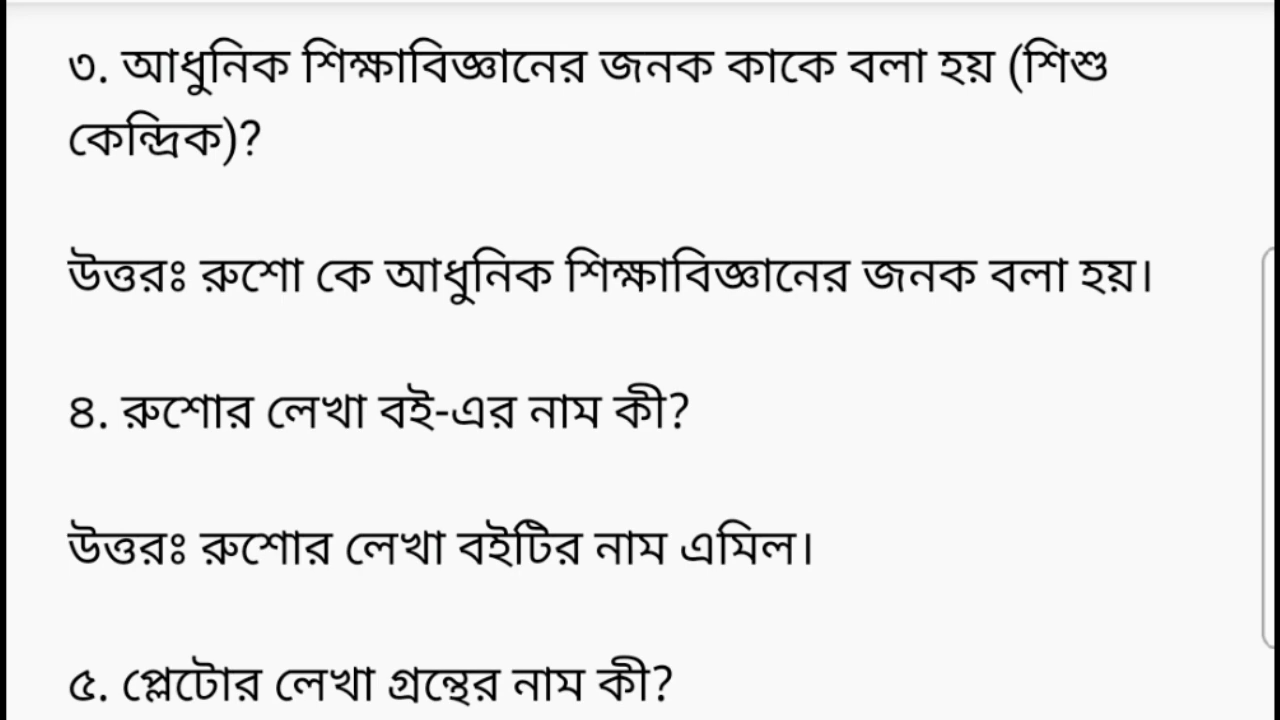 ৩. আধুনিক শিক্ষাবিজ্ঞানের জনক কাকে বলা হয় (শিশু
কেন্দ্রিক)?
উত্তরঃ রুশো কে আধুনিক শিক্ষাবিজ্ঞানের জনক বলা হয়।
৪. রুশোর লেখা বই-এর নাম কী?
উত্তরঃ রুশোর লেখা বইটির নাম এমিল।
৫. প্লেটোর লেখা গ্রন্থের নাম কী?